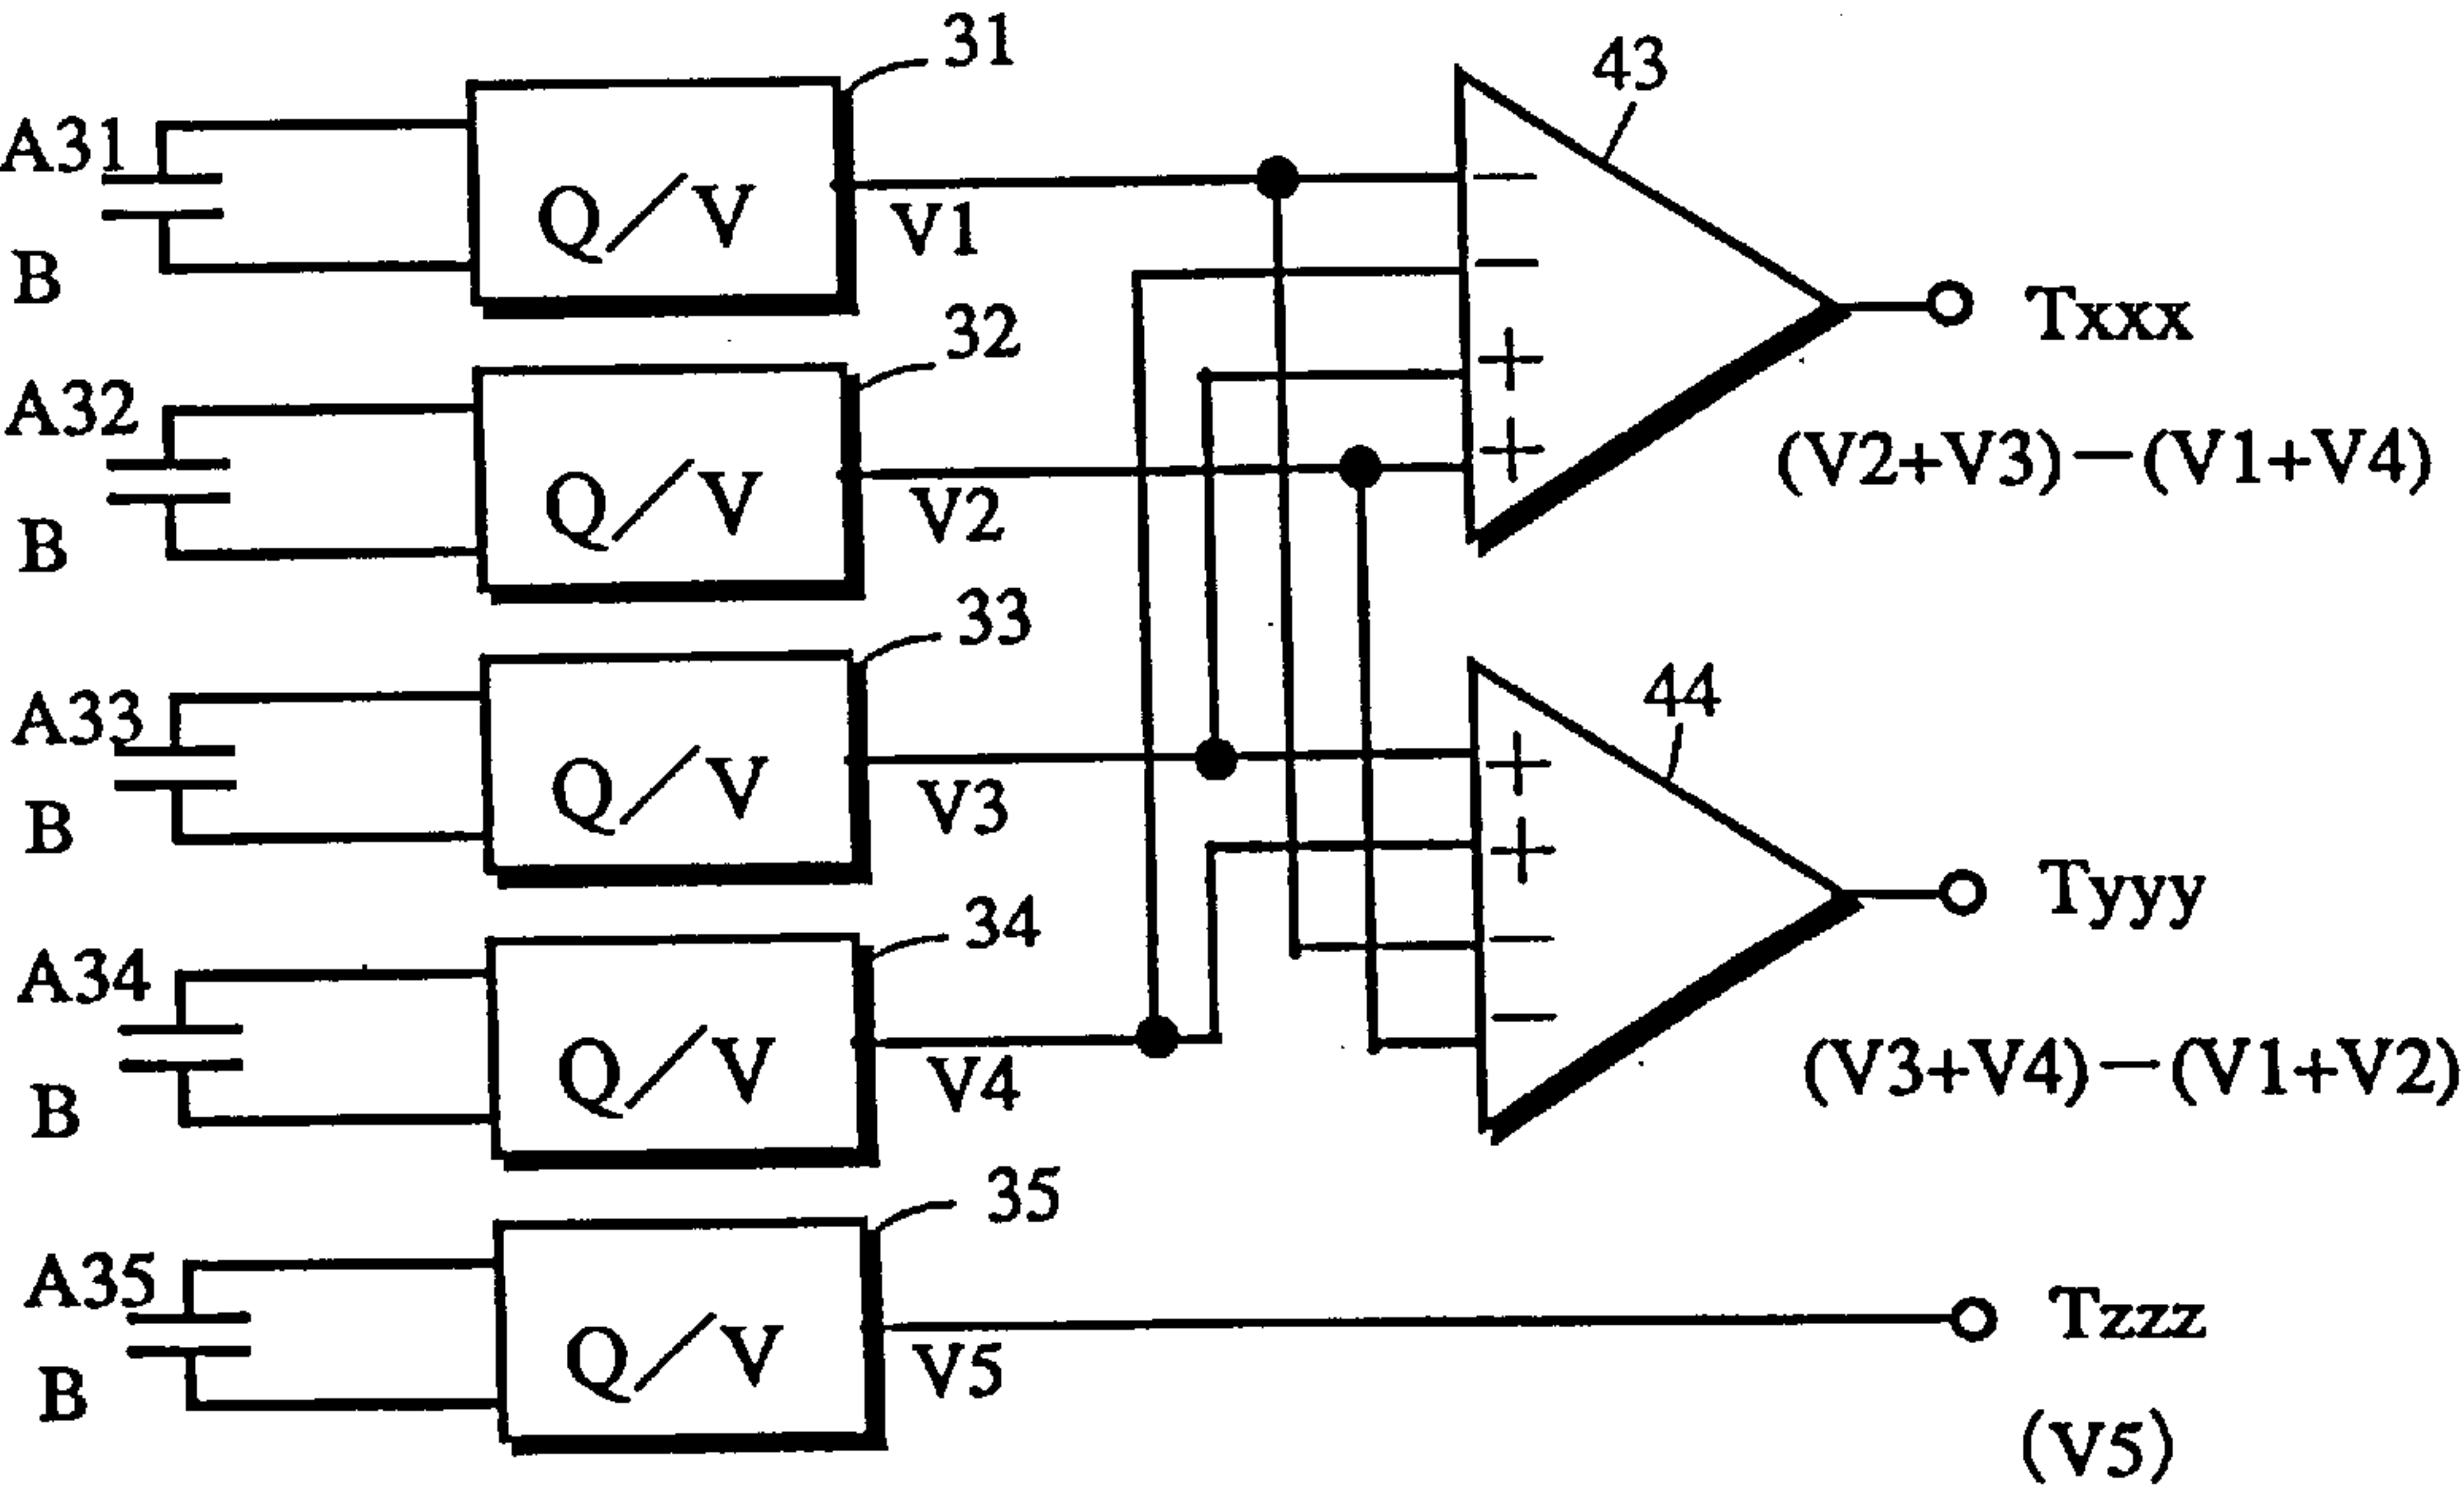 31
43
A31
Q/V
V1
B
−
−
+
+
Txxx
(V2+V3)−(V1+V4)
32
A32
Q/V
V2
B
33
A33
Q/V
V3
B
44
+
+
−
−
Tyyy
(V3+V4)−(V1+V2)
34
A34
Q/V
V4
B
35
A35
Q/V
V5
B
Tzzz
(V5)